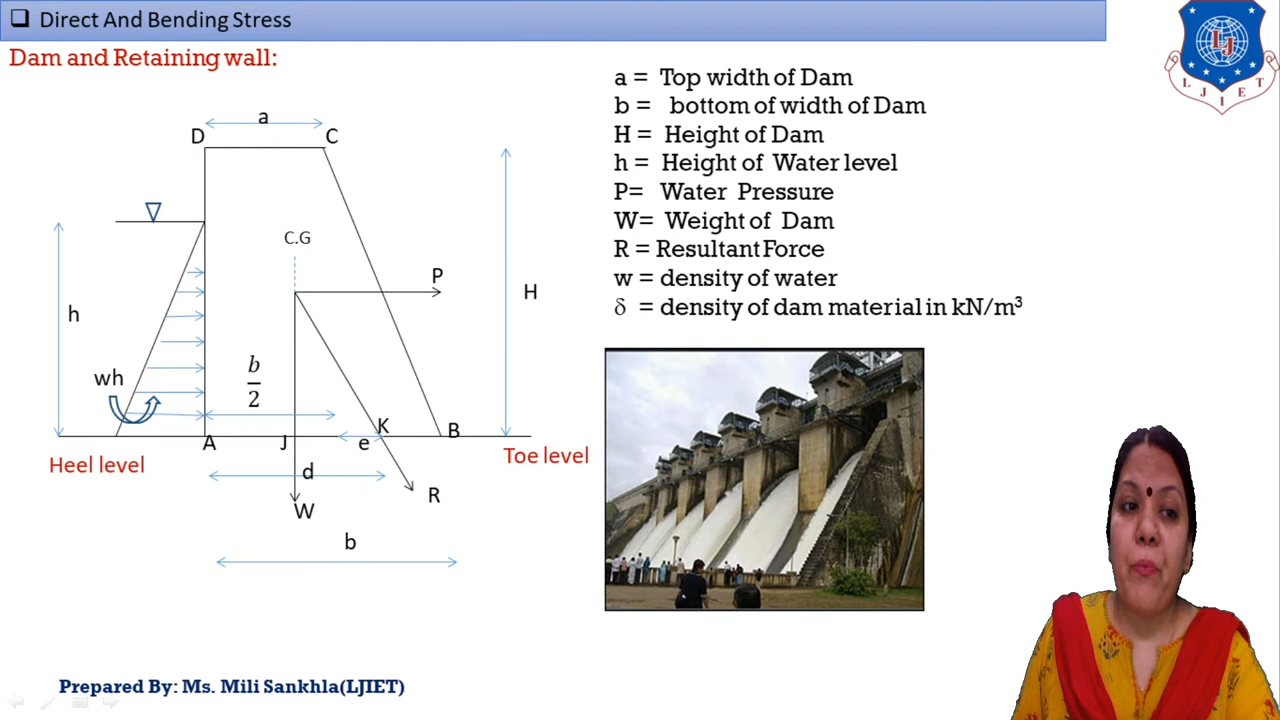 Direct And Bending Stress
Dam and Retaining wall:
a = Top width of Dam
b = bottom of width of Dam
H = Height of Dam
h = Height of Water level
P= Water Pressure
W= Weight of Dam
R = Resultant Force
w = density of water
δ = density of dam material in kN/m³
a
D
C
C.G
P
H
h
wh
b
2
A
J
e
K
B
Heel level
Toe level
d
R
W
b
Prepared By: Ms. Mili Sankhla(LJIET)
LJ
L J I E T